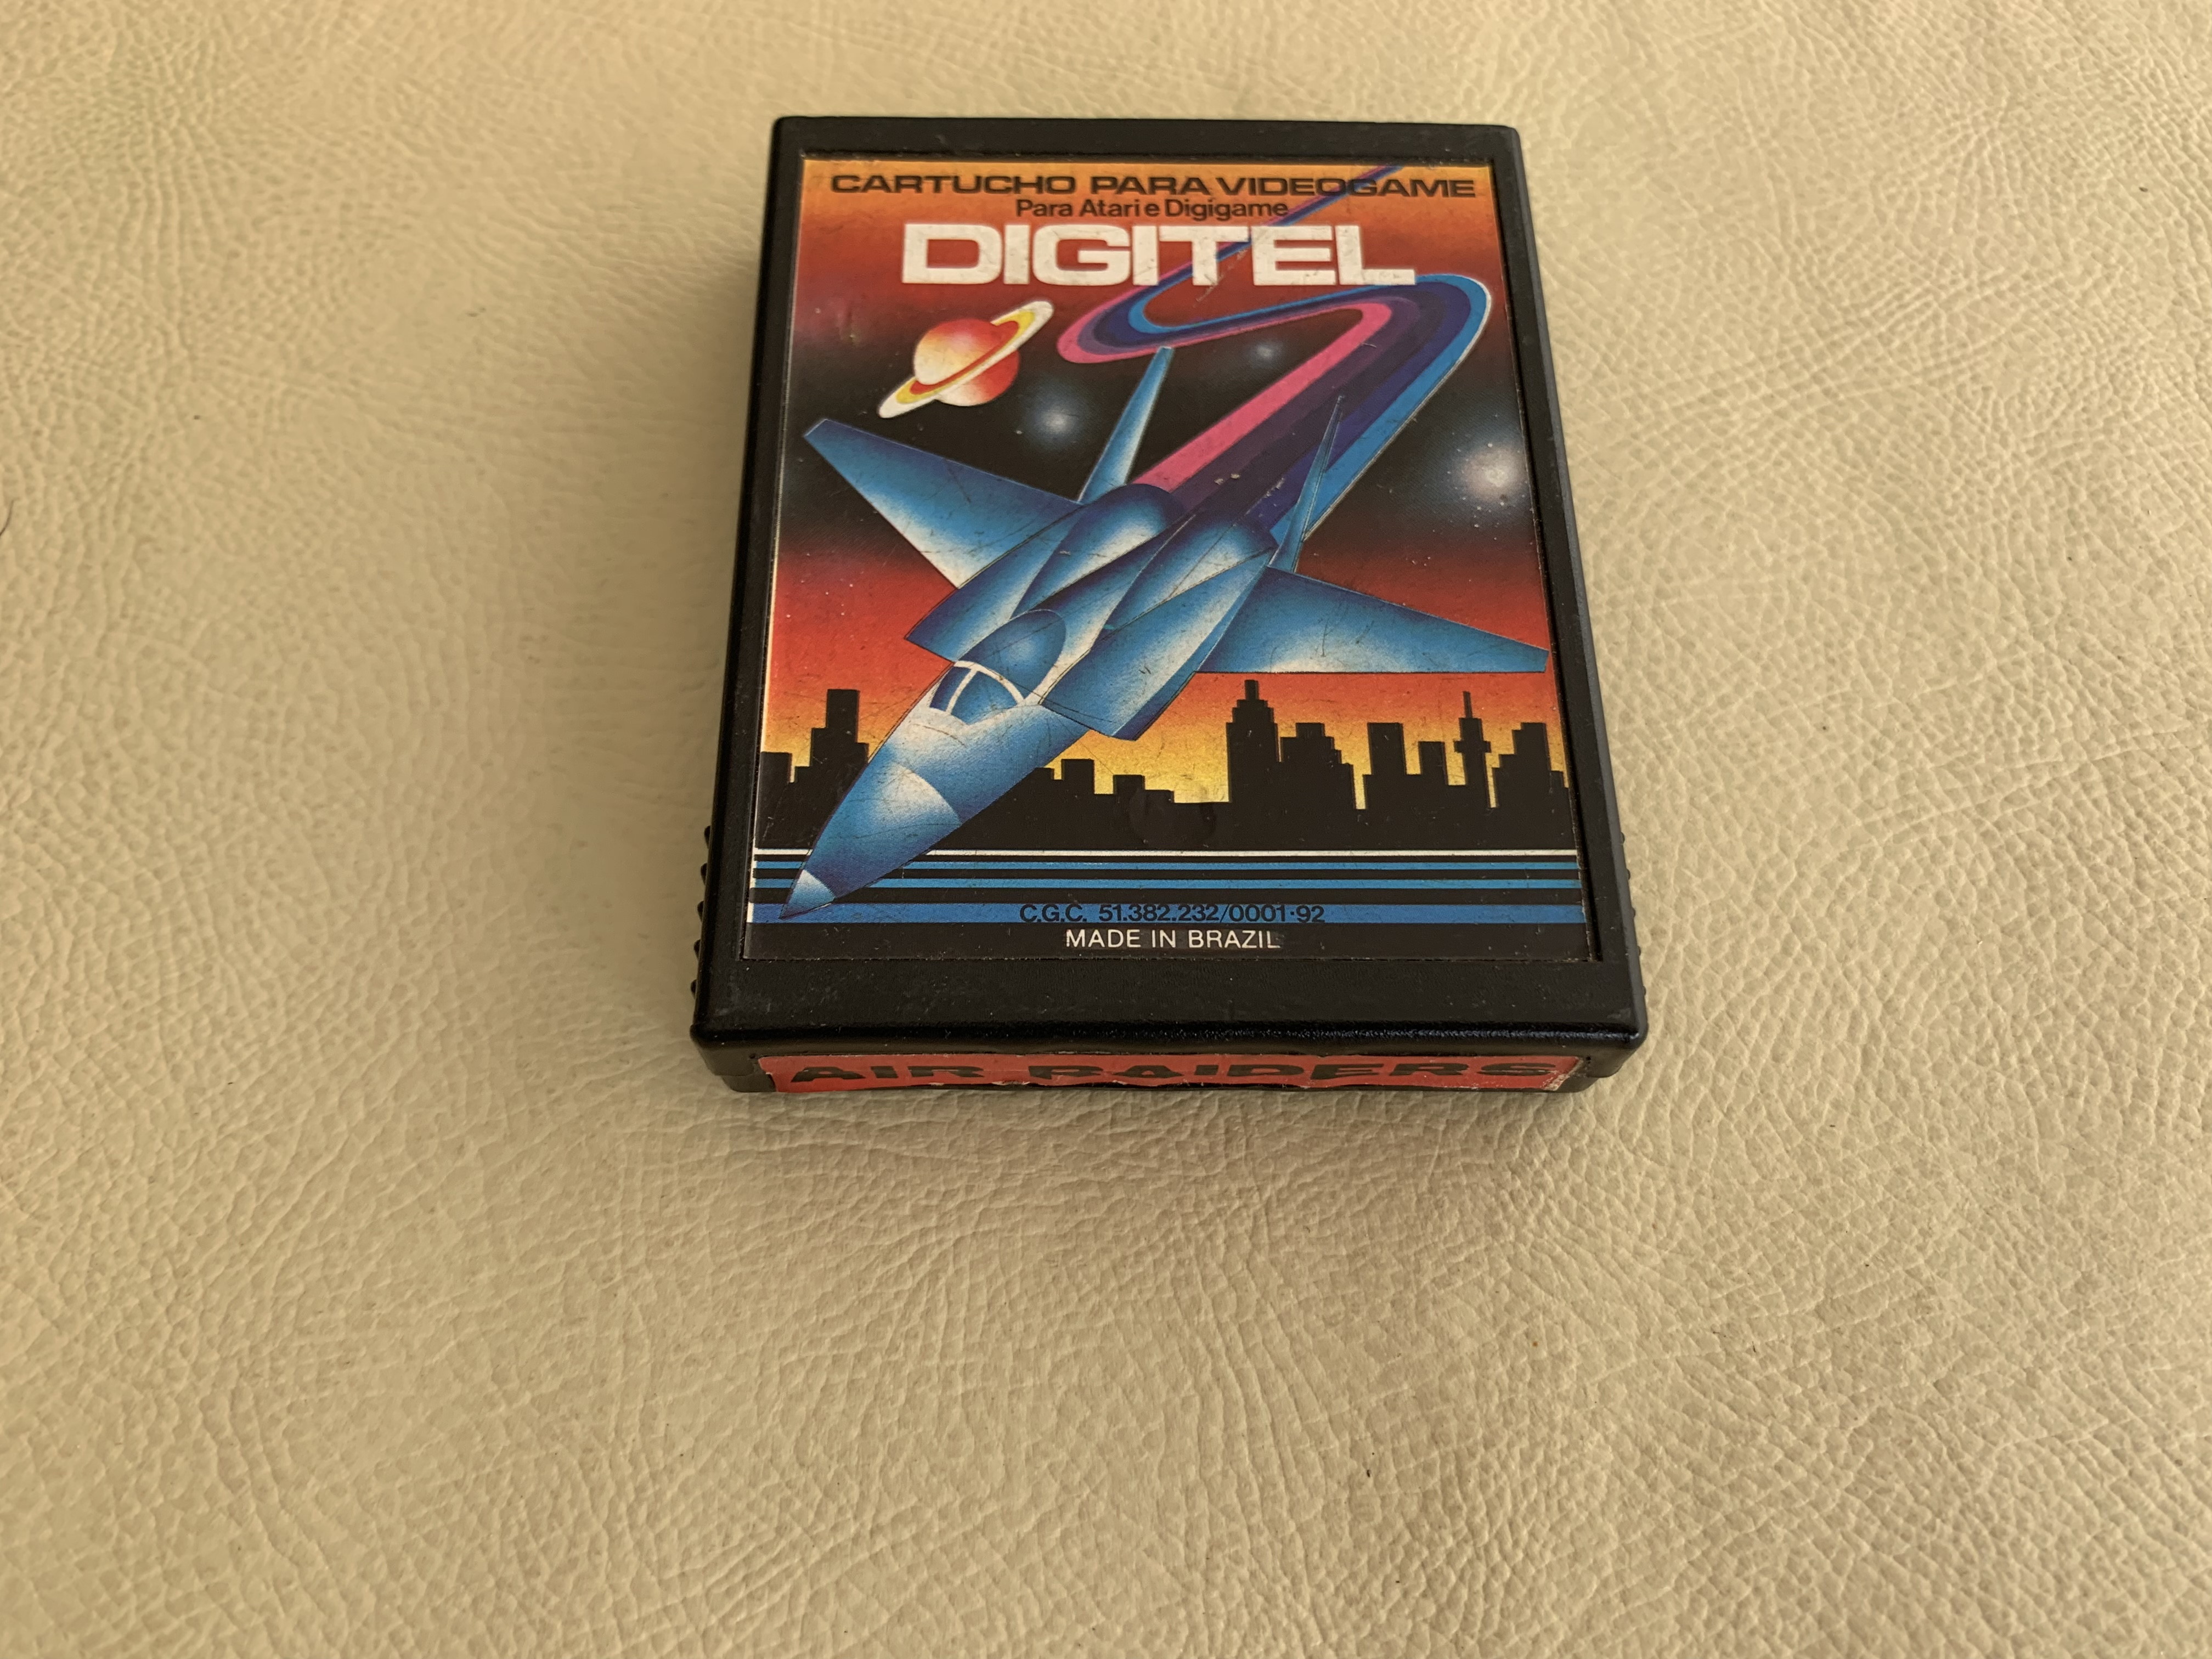 CARTUCHO PARA VIDEOGAME
Para Atari e Digigame
DIGITEL
C.G.C. 51.382.232/0001-92
MADE IN BRAZIL
AIR RAIDERS